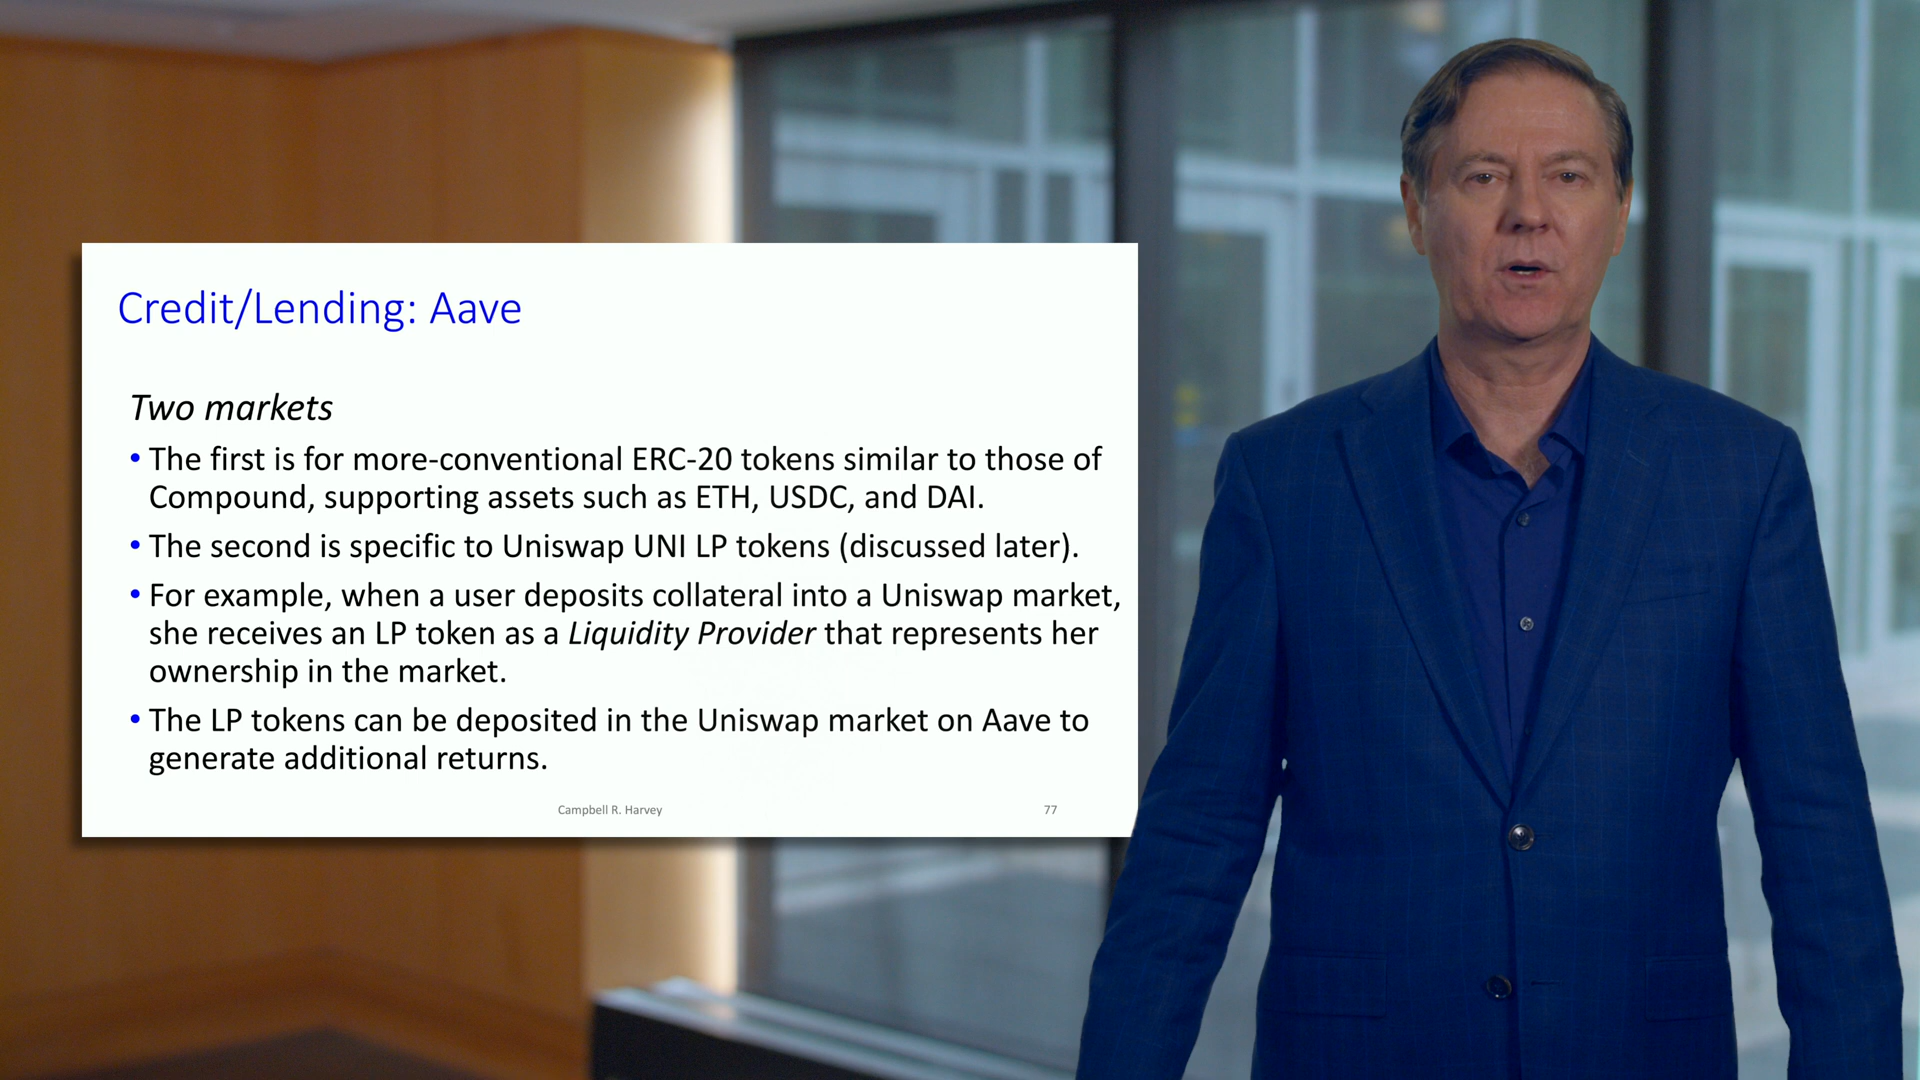 Credit/Lending: Aave
Two markets
• The first is for more-conventional ERC-20 tokens similar to those of
Compound, supporting assets such as ETH, USDC, and DAI.
• The second is specific to Uniswap UNI LP tokens (discussed later).
• For example, when a user deposits collateral into a Uniswap market,
she receives an LP token as a Liquidity Provider that represents her
ownership in the market.
• The LP tokens can be deposited in the Uniswap market on Aave to
generate additional returns.
Campbell R. Harvey
77